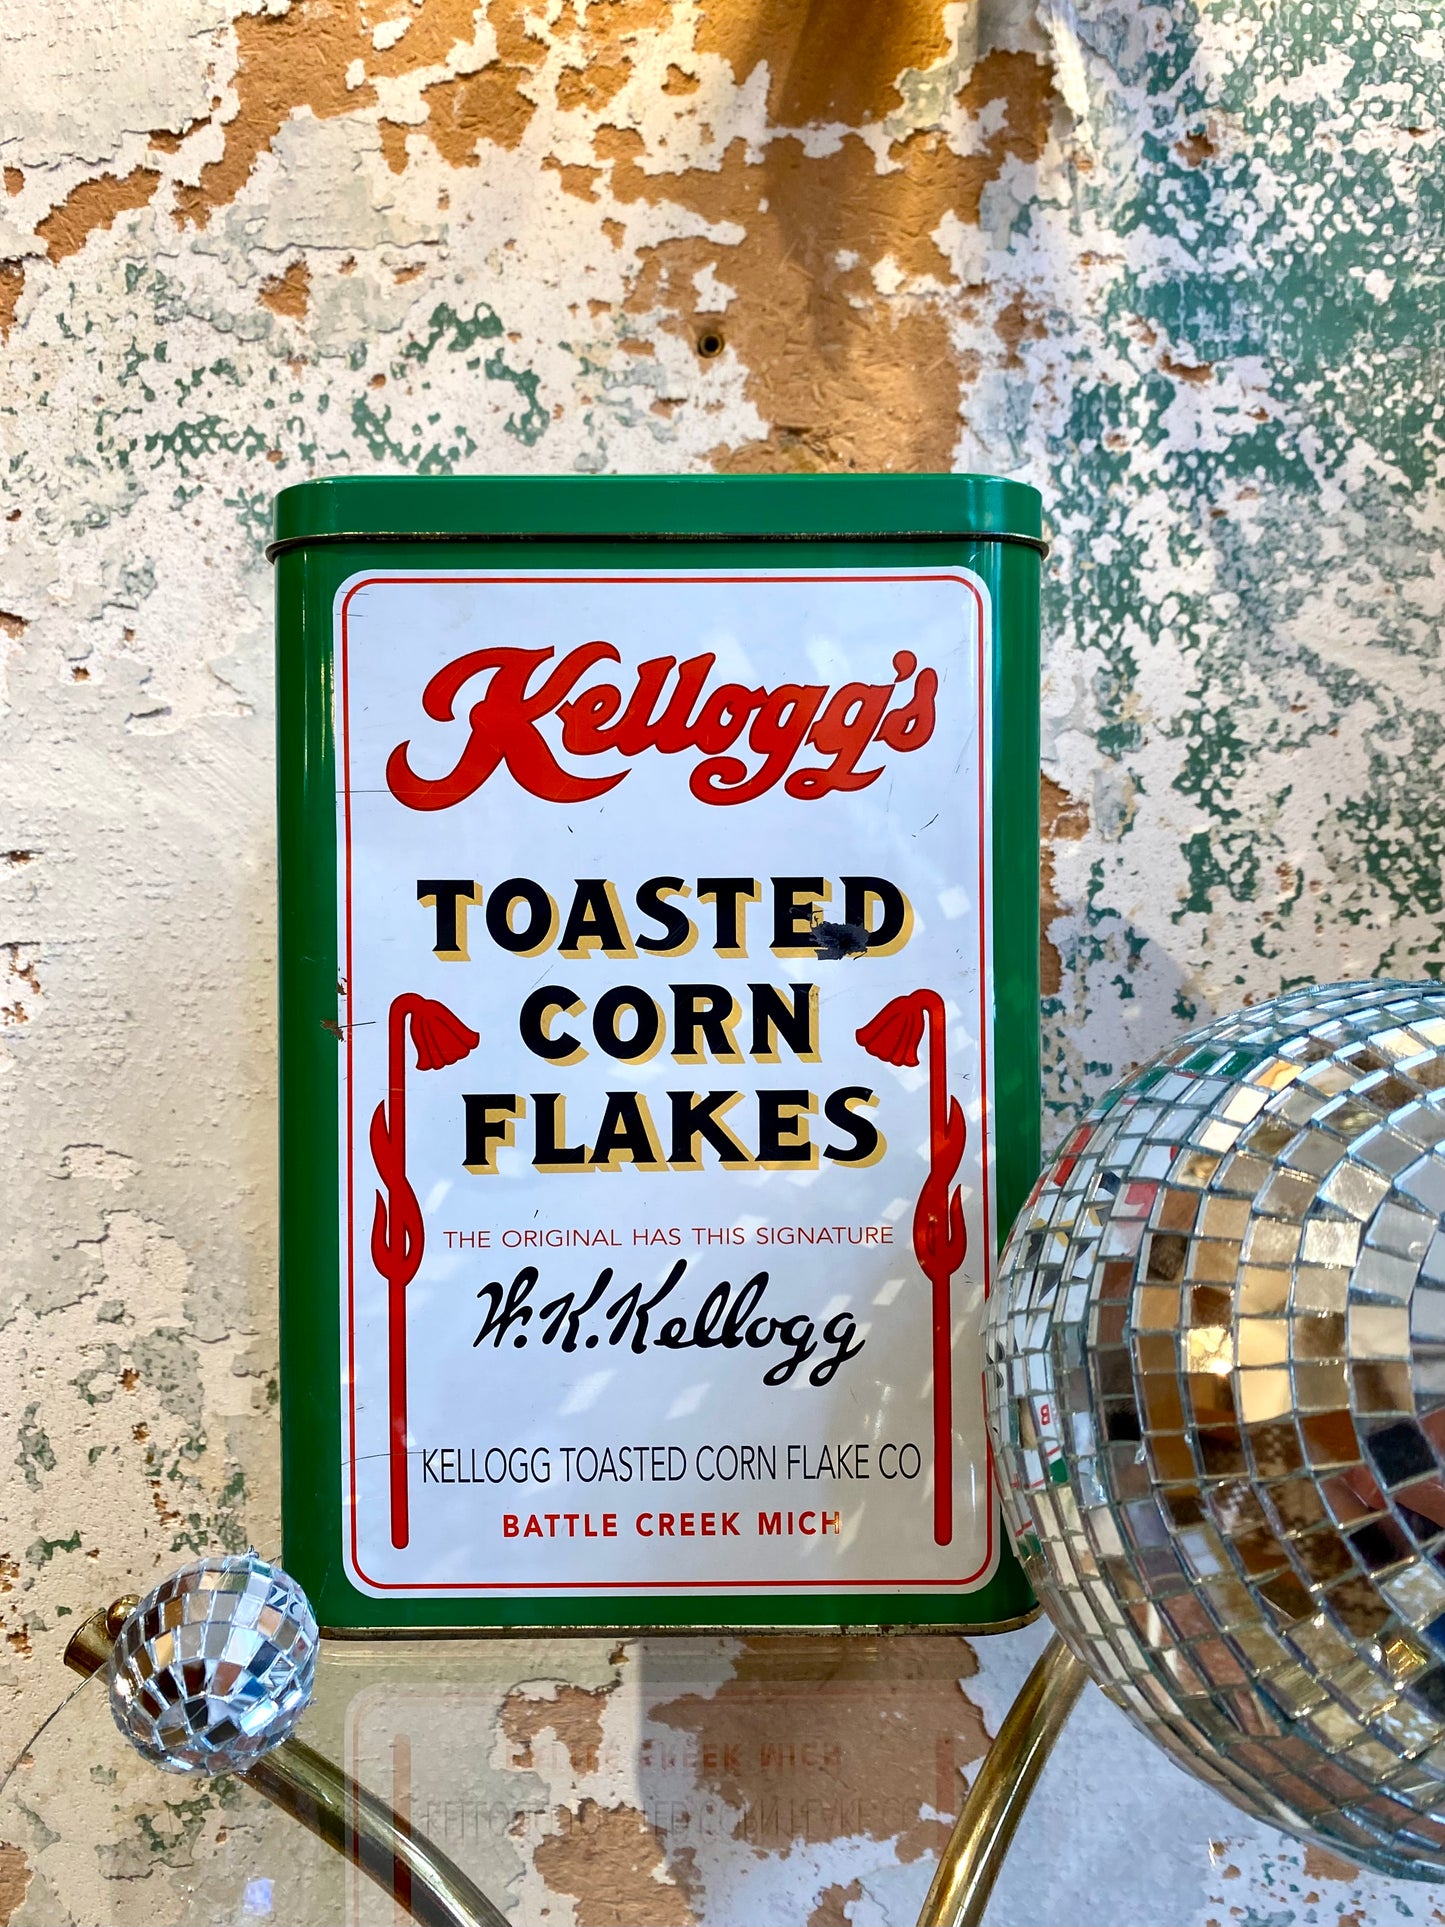 Kellogg's
TOASTED
CORN
FLAKES
THE ORIGINAL HAS THIS SIGNATURE
W.K.Kellogg
KELLOGG TOASTED CORN FLAKE CO
BATTLE CREEK MICH